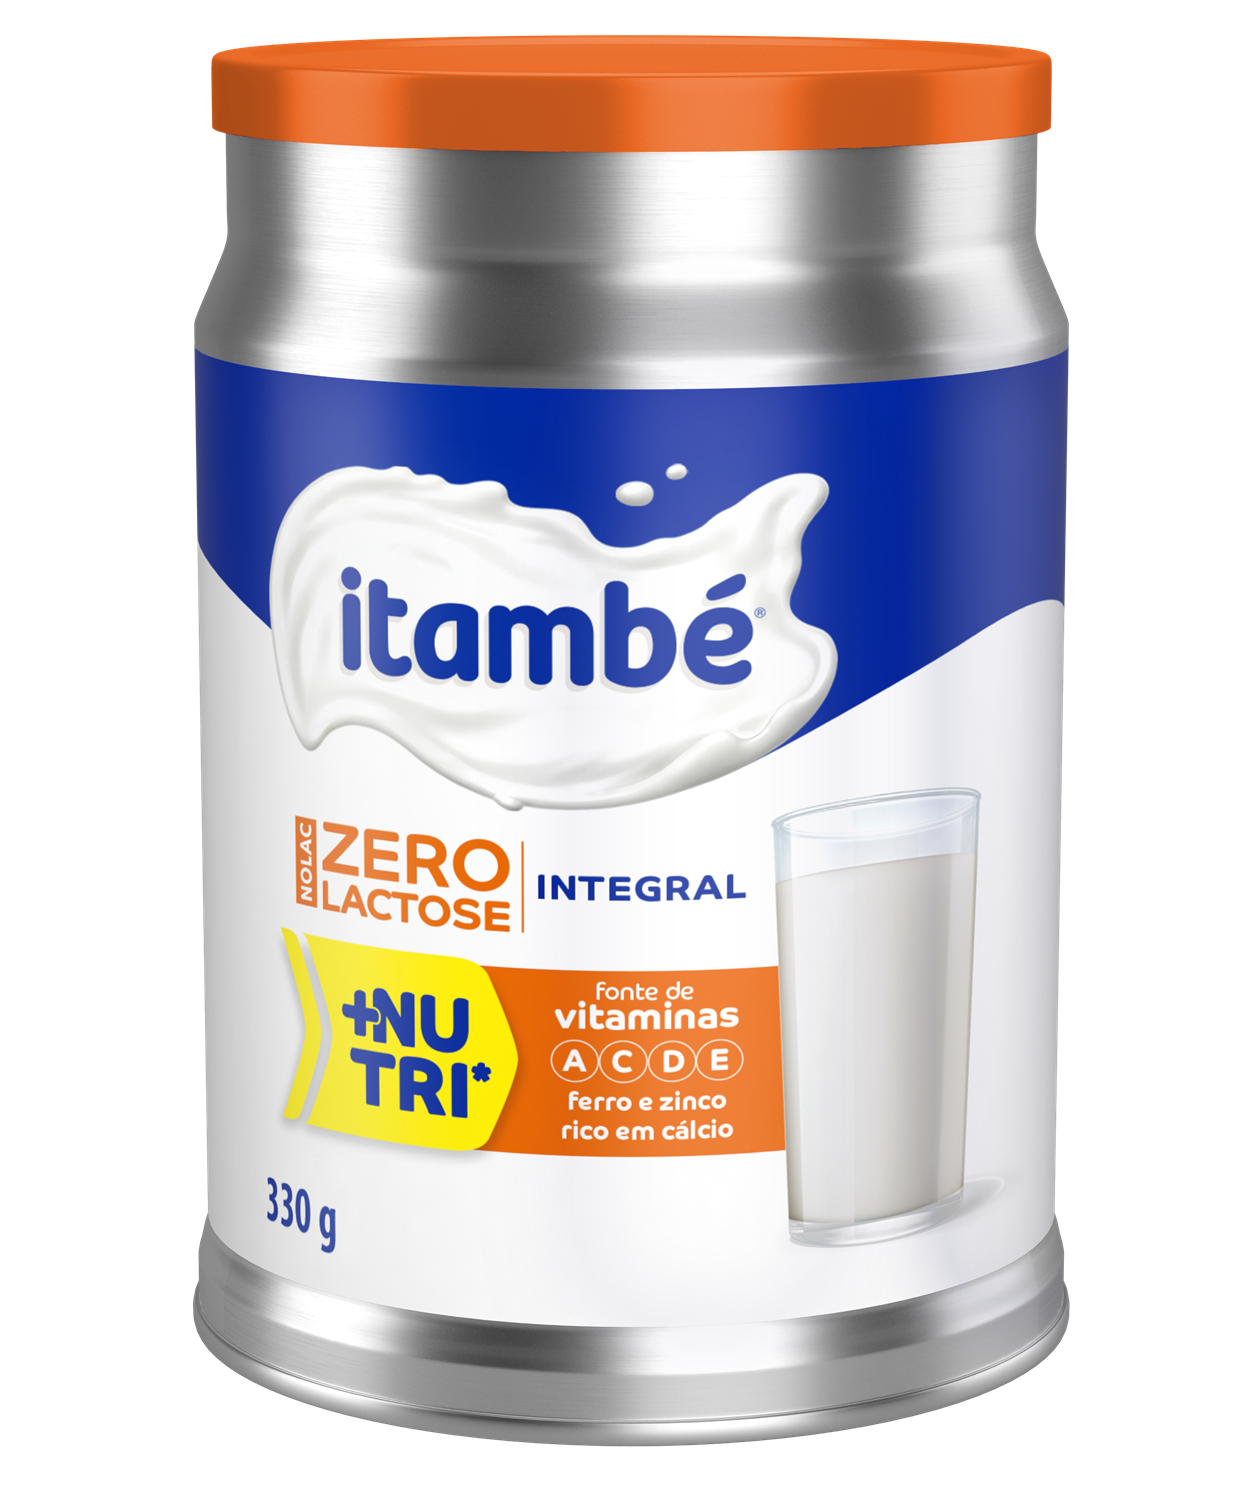 itambé®
NOLAC
ZERO
LACTOSE
INTEGRAL
+NU
TRI*
fonte de
vitaminas
A C D E
ferro e zinco
rico em cálcio
330 g